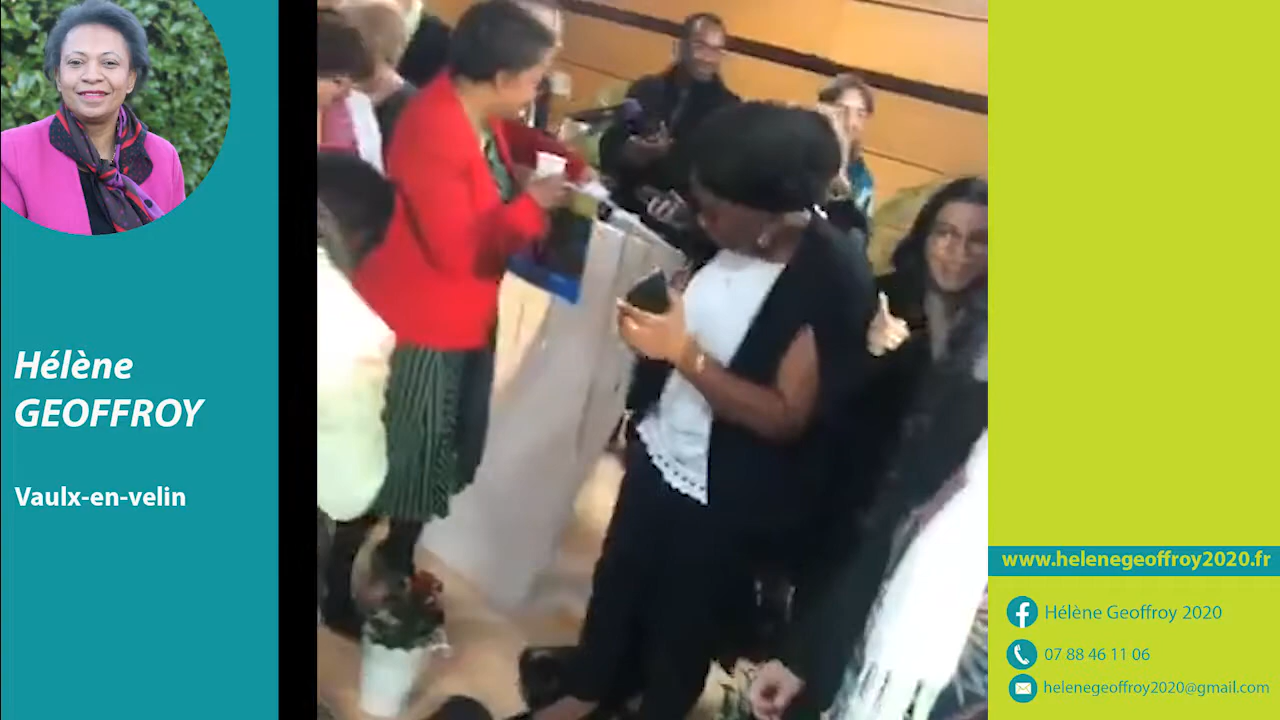 Hélène
GEOFFROY
Vaulx-en-velin
www.helenegeoffroy2020.fr
Hélène Geoffroy 2020
07 88 46 11 06
helenegeoffroy2020@gmail.com